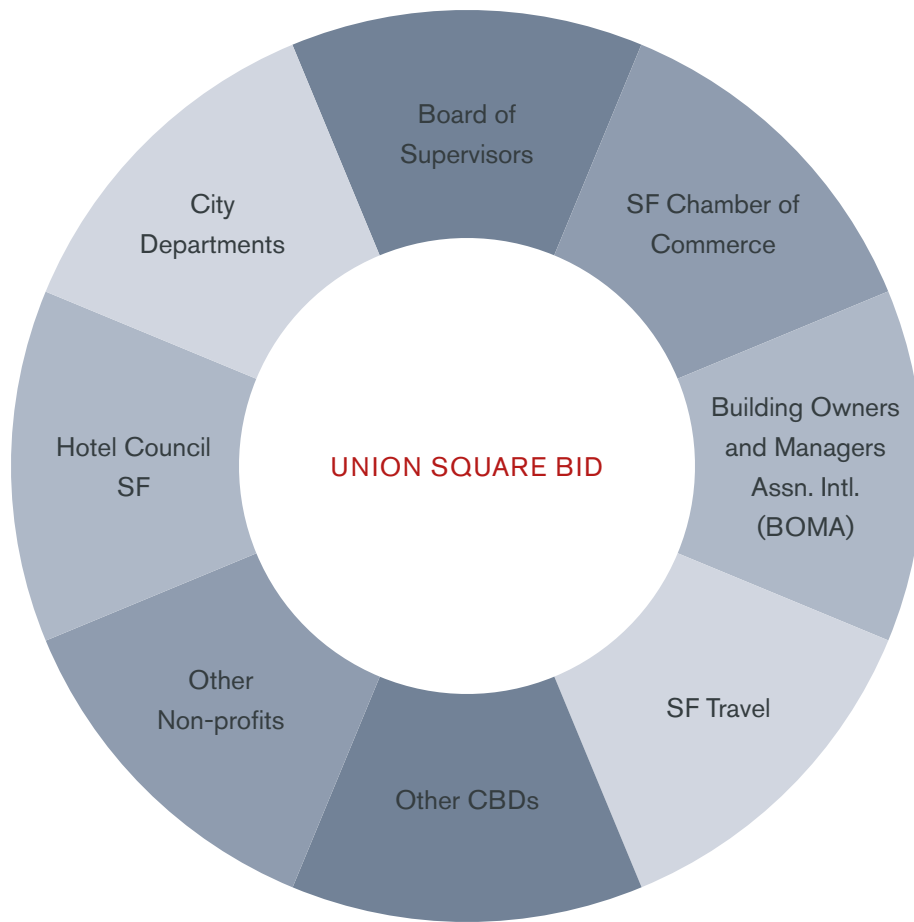 Board of
Supervisors
SF Chamber of
Commerce
Building Owners
and Managers
Assn. Intl.
(BOMA)
SF Travel
Other CBDs
Other
Non-profits
Hotel Council
SF
City
Departments
UNION SQUARE BID